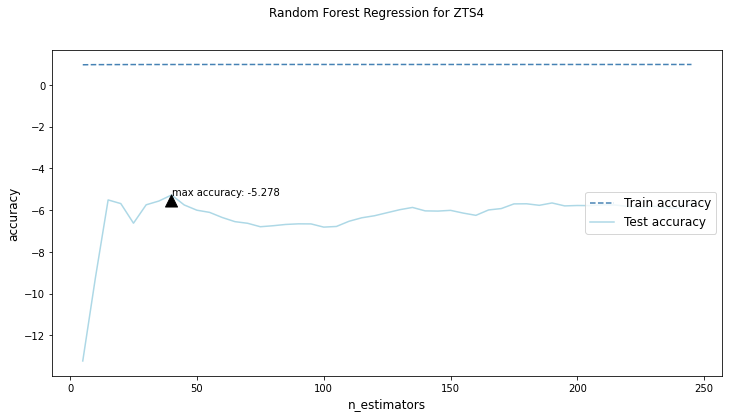 Random Forest Regression for ZTS4
accuracy
0
−2
−4
−6
−8
−10
−12
max accuracy: -5.278
Train accuracy
Test accuracy
0
50
100
150
200
250
n_estimators